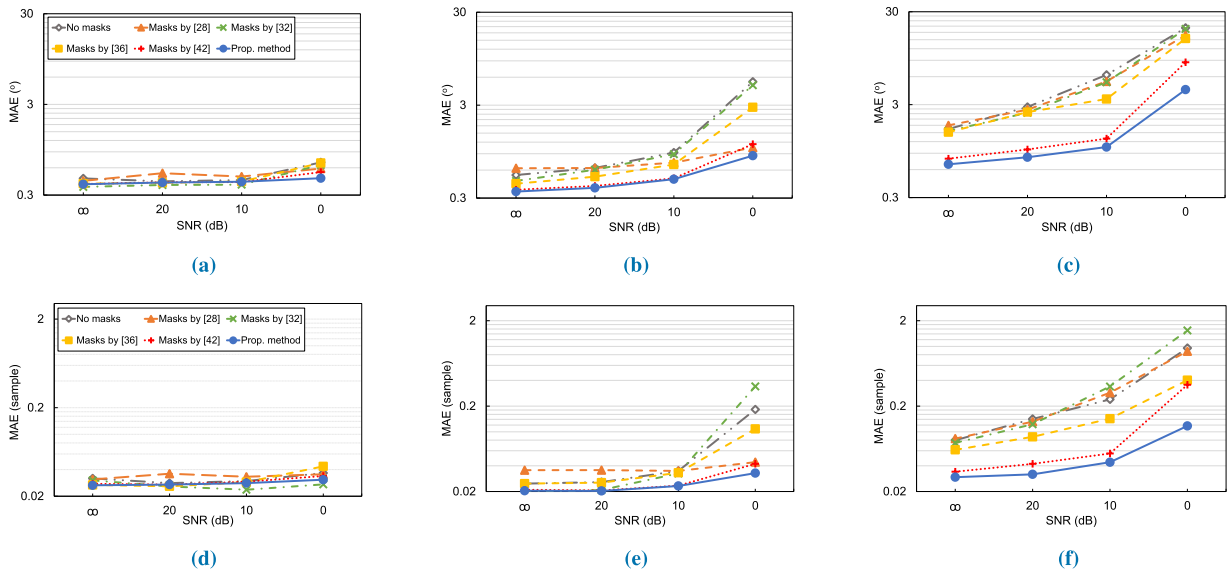 30
MAE (°)
3
0.3
No masks
Masks by [28]
Masks by [32]
Masks by [36]
Masks by [42]
Prop. method
∞ 20 10 0
SNR (dB)
(a)
30
MAE (°)
3
0.3
∞ 20 10 0
SNR (dB)
(b)
30
MAE (°)
3
0.3
∞ 20 10 0
SNR (dB)
(c)
2
MAE (sample)
0.2
0.02
No masks
Masks by [28]
Masks by [32]
Masks by [36]
Masks by [42]
Prop. method
∞ 20 10 0
SNR (dB)
(d)
2
MAE (sample)
0.2
0.02
∞ 20 10 0
SNR (dB)
(e)
2
MAE (sample)
0.2
0.02
∞ 20 10 0
SNR (dB)
(f)